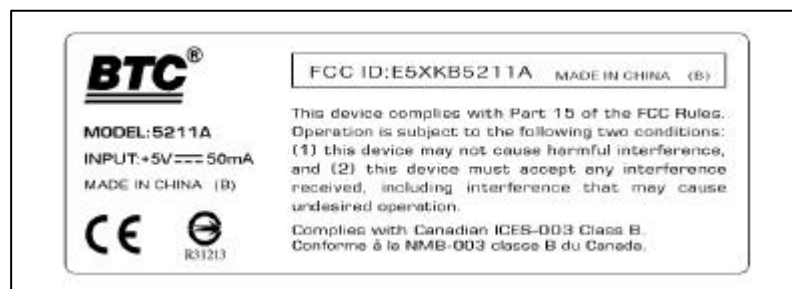 BTC®
MODEL:5211A
INPUT:+5V⎓50mA
MADE IN CHINA (B)
CE
R31213
FCC ID:E5XKB5211A MADE IN CHINA (B)
This device complies with Part 15 of the FCC Rules.
Operation is subject to the following two conditions:
(1) this device may not cause harmful interference,
and (2) this device must accept any interference
received, including interference that may cause
undesired operation.
Complies with Canadian ICES-003 Class B.
Conforme à la NMB-003 classe B du Canada.